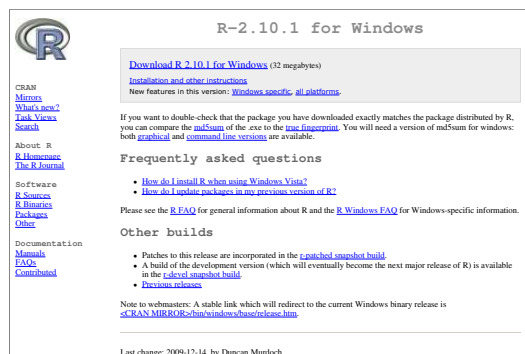 R
CRAN
Mirrors
What's new?
Task Views
Search
About R
R Homepage
The R Journal
Software
R Sources
R Binaries
Packages
Other
Documentation
Manuals
FAQs
Contributed
R-2.10.1 for Windows
Download R 2.10.1 for Windows (32 megabytes)
Installation and other instructions
New features in this version: Windows specific, all platforms.
If you want to double-check that the package you have downloaded exactly matches the package distributed by R,
you can compare the md5sum of the .exe to the true fingerprint. You will need a version of md5sum for windows:
both graphical and command line versions are available.
Frequently asked questions
• How do I install R when using Windows Vista?
• How do I update packages in my previous version of R?
Please see the R FAQ for general information about R and the R Windows FAQ for Windows-specific information.
Other builds
• Patches to this release are incorporated in the r-patched snapshot build.
• A build of the development version (which will eventually become the next major release of R) is available
in the r-devel snapshot build.
• Previous releases
Note to webmasters: A stable link which will redirect to the current Windows binary release is
<CRAN MIRROR>/bin/windows/base/release.htm.
Last change: 2009-12-14, by Duncan Murdoch